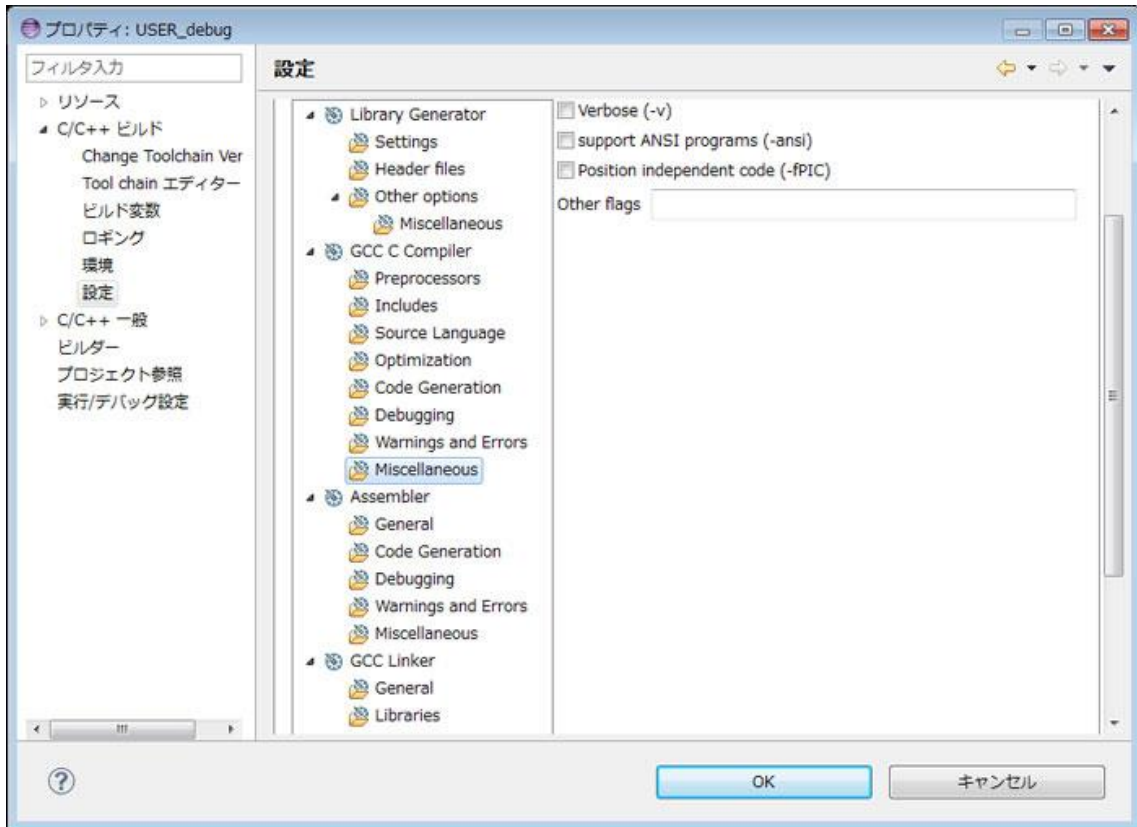 プロパティ: USER_debug
フィルタ入力
リソース
C/C++ ビルド
Change Toolchain Ver
Tool chain エディター
ビルド変数
ロギング
環境
設定
C/C++ 一般
ビルダー
プロジェクト参照
実行/デバッグ設定
設定
Library Generator
Settings
Header files
Other options
Miscellaneous
GCC C Compiler
Preprocessors
Includes
Source Language
Optimization
Code Generation
Debugging
Warnings and Errors
Miscellaneous
Assembler
General
Code Generation
Debugging
Warnings and Errors
Miscellaneous
GCC Linker
General
Libraries
Verbose (-v)
support ANSI programs (-ansi)
Position independent code (-fPIC)
Other flags
OK
キャンセル